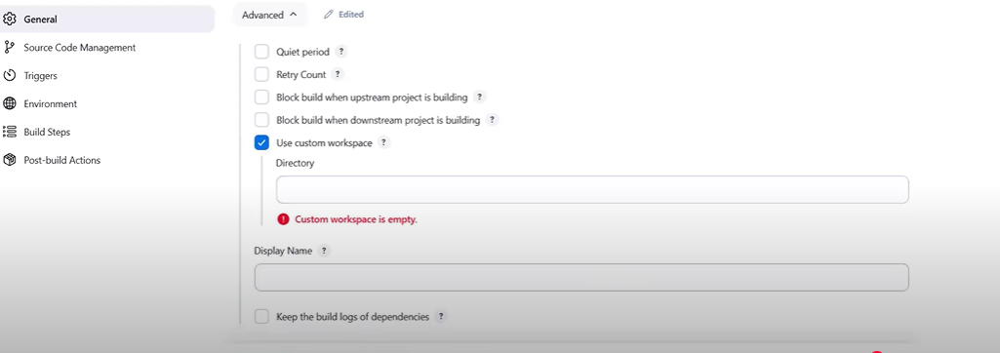 General
Source Code Management
Triggers
Environment
Build Steps
Post-build Actions
Advanced
Edited
Quiet period ?
Retry Count ?
Block build when upstream project is building ?
Block build when downstream project is building ?
Use custom workspace ?
Directory
! Custom workspace is empty.
Display Name ?
Keep the build logs of dependencies ?